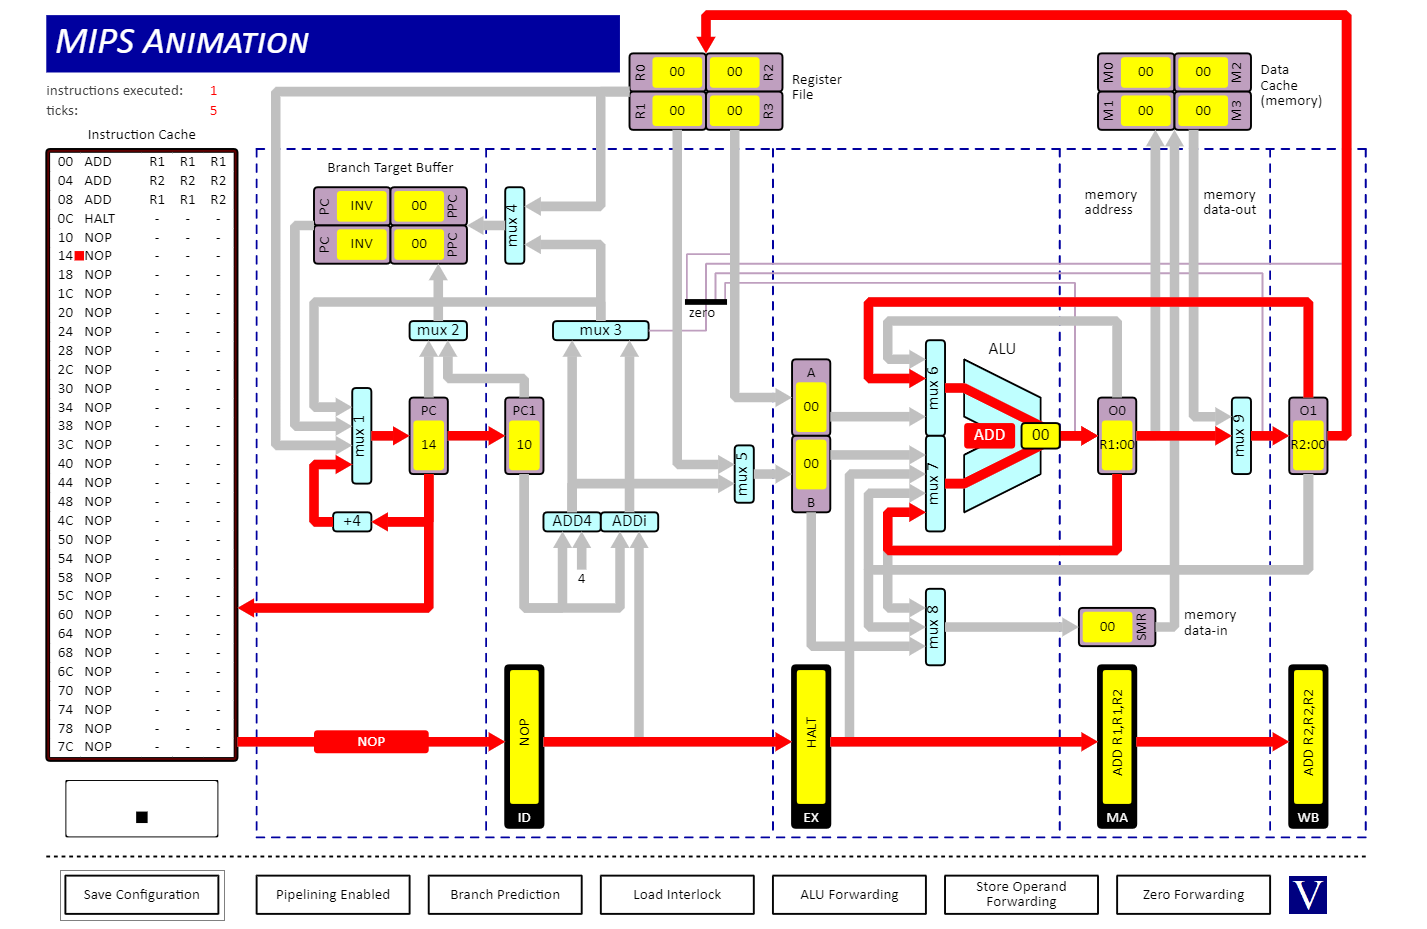 MIPS ANIMATION
instructions executed: 1
ticks: 5
Instruction Cache
00 ADD R1 R1 R1
04 ADD R2 R2 R2
08 ADD R1 R1 R2
0C HALT - - -
10 NOP - - -
14 NOP - - -
18 NOP - - -
1C NOP - - -
20 NOP - - -
24 NOP - - -
28 NOP - - -
2C NOP - - -
30 NOP - - -
34 NOP - - -
38 NOP - - -
3C NOP - - -
40 NOP - - -
44 NOP - - -
48 NOP - - -
4C NOP - - -
50 NOP - - -
54 NOP - - -
58 NOP - - -
5C NOP - - -
60 NOP - - -
64 NOP - - -
68 NOP - - -
6C NOP - - -
70 NOP - - -
74 NOP - - -
78 NOP - - -
7C NOP - - -
R0 00 00 R2
R1 00 00 R3
Register
File
M0 00 00 M2
M1 00 00 M3
Data
Cache
(memory)
Branch Target Buffer
PC INV 00 PPC
PC INV 00 PPC
mux 4
memory
address
memory
data-out
zero
mux 2
mux 3
ALU
mux 1
PC
14
PC1
10
A
00
00
B
mux 5
mux 6
mux 7
ADD
00
O0
R1:00
mux 9
O1
R2:00
+4
ADD4
ADDi
4
mux 8
00 SMR
memory
data-in
NOP
NOP
ID
HALT
EX
ADD R1,R1,R2
MA
ADD R2,R2,R2
WB
Save Configuration
Pipelining Enabled
Branch Prediction
Load Interlock
ALU Forwarding
Store Operand
Forwarding
Zero Forwarding
V